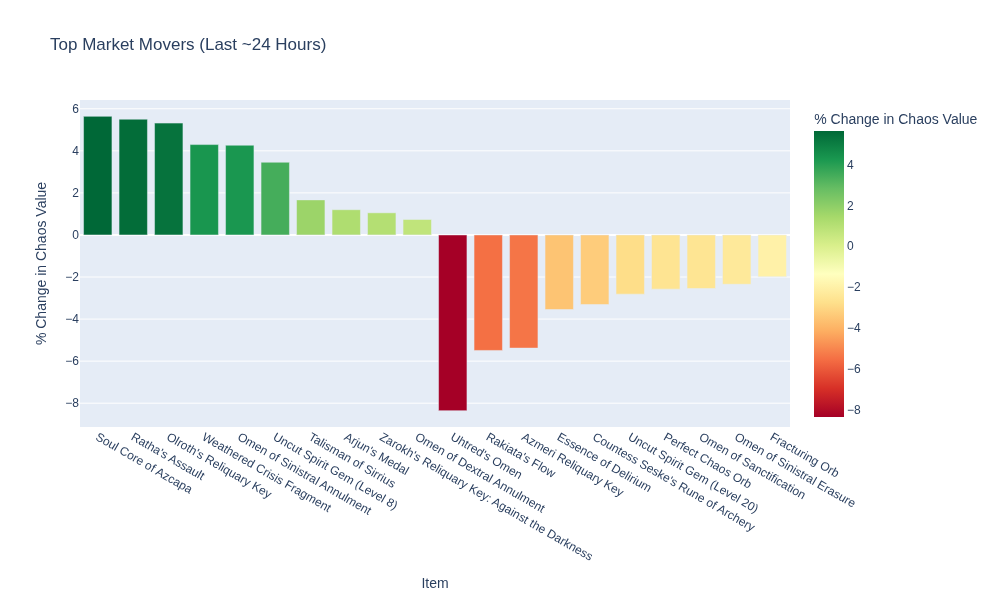 Top Market Movers (Last ~24 Hours)
% Change in Chaos Value
6
4
2
0
−2
−4
−6
−8
% Change in Chaos Value
4
2
0
−2
−4
−6
−8
Soul Core of Azcapa
Ratha's Assault
Olroth's Reliquary Key
Weathered Crisis Fragment
Omen of Sinistral Annulment
Uncut Spirit Gem (Level 8)
Talisman of Sirrius
Arjun's Medal
Zarokh's Reliquary Key: Against the Darkness
Omen of Dextral Annulment
Uhtred's Omen
Rakiata's Flow
Azmeri Reliquary Key
Essence of Delirium
Countess Seske's Rune of Archery
Uncut Spirit Gem (Level 20)
Perfect Chaos Orb
Omen of Sanctification
Omen of Sinistral Erasure
Fracturing Orb
Item